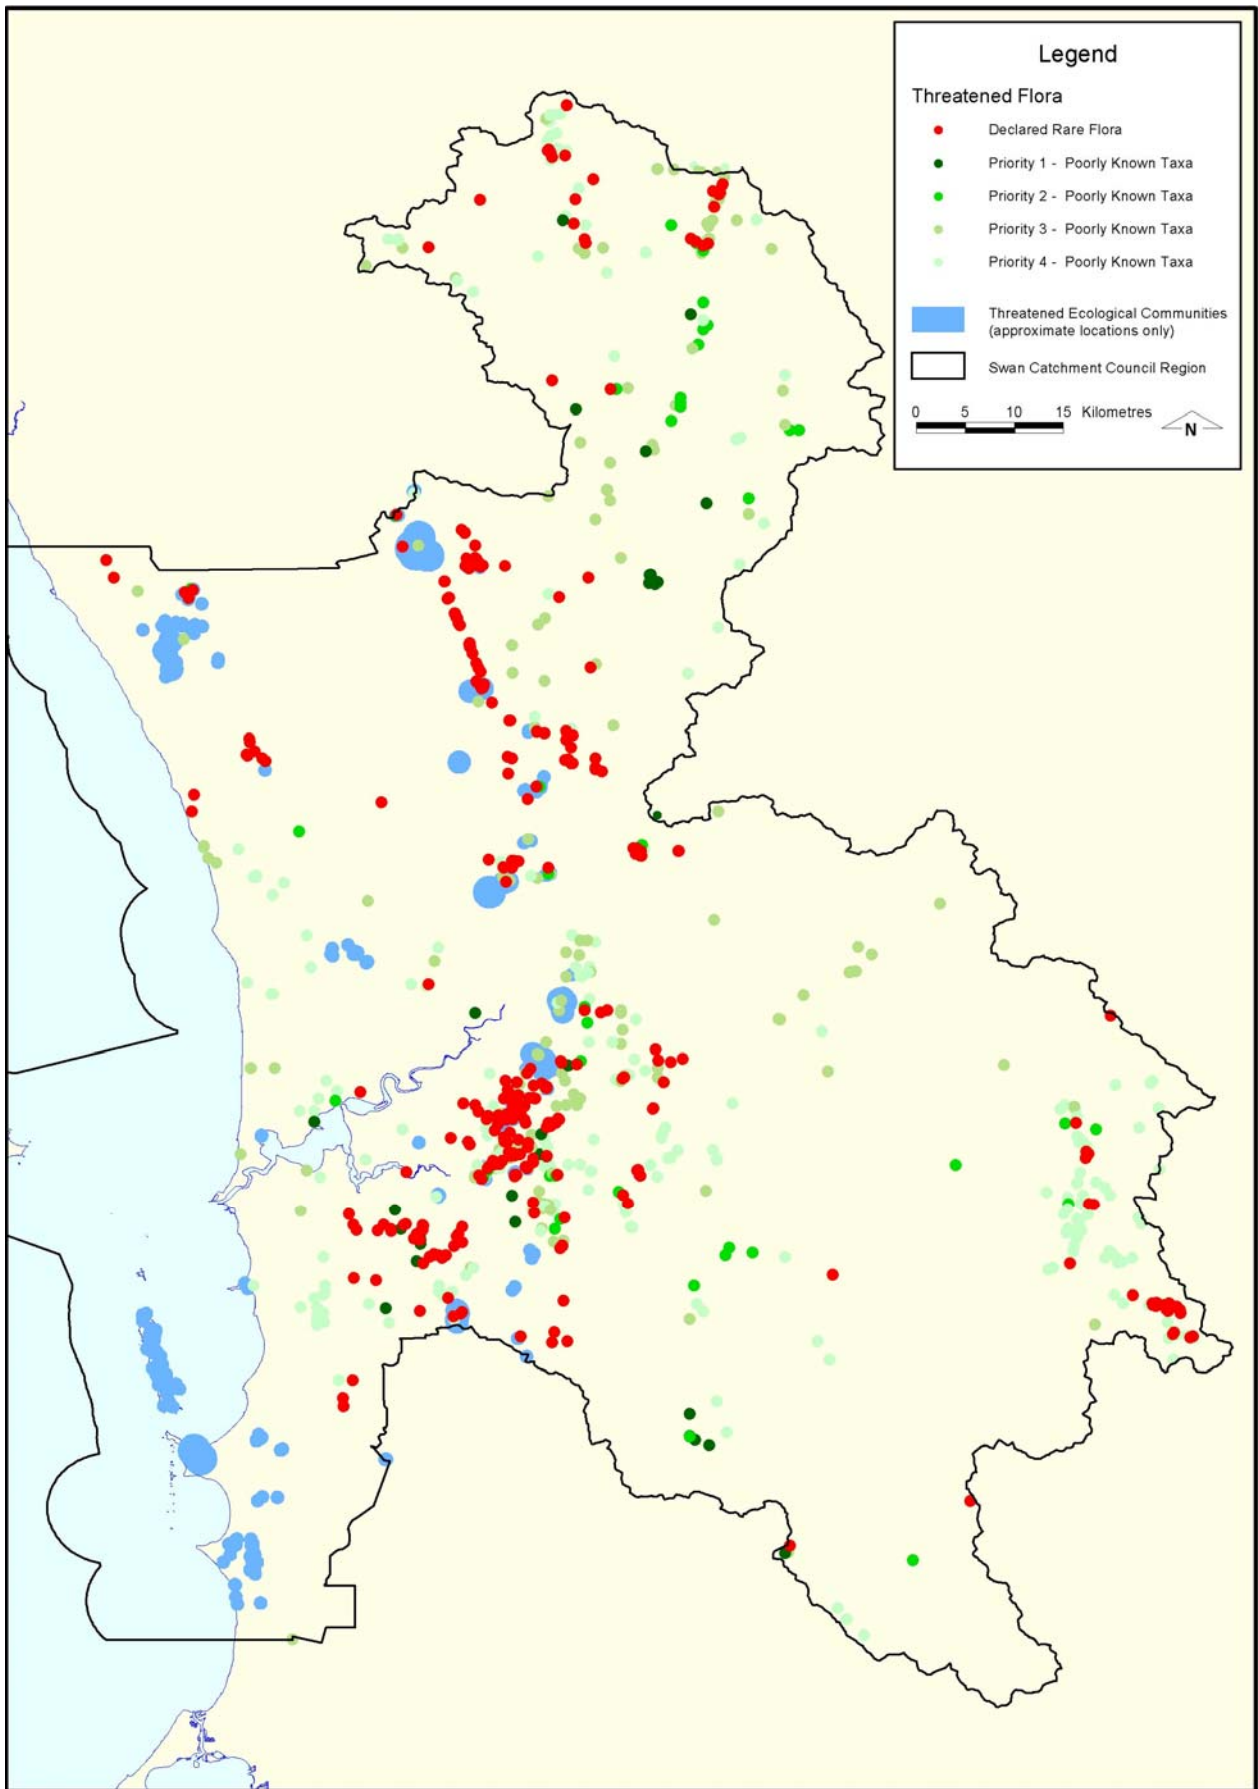 Legend
Threatened Flora
Declared Rare Flora
Priority 1 - Poorly Known Taxa
Priority 2 - Poorly Known Taxa
Priority 3 - Poorly Known Taxa
Priority 4 - Poorly Known Taxa
Threatened Ecological Communities
(approximate locations only)
Swan Catchment Council Region
0 5 10 15 Kilometres
N